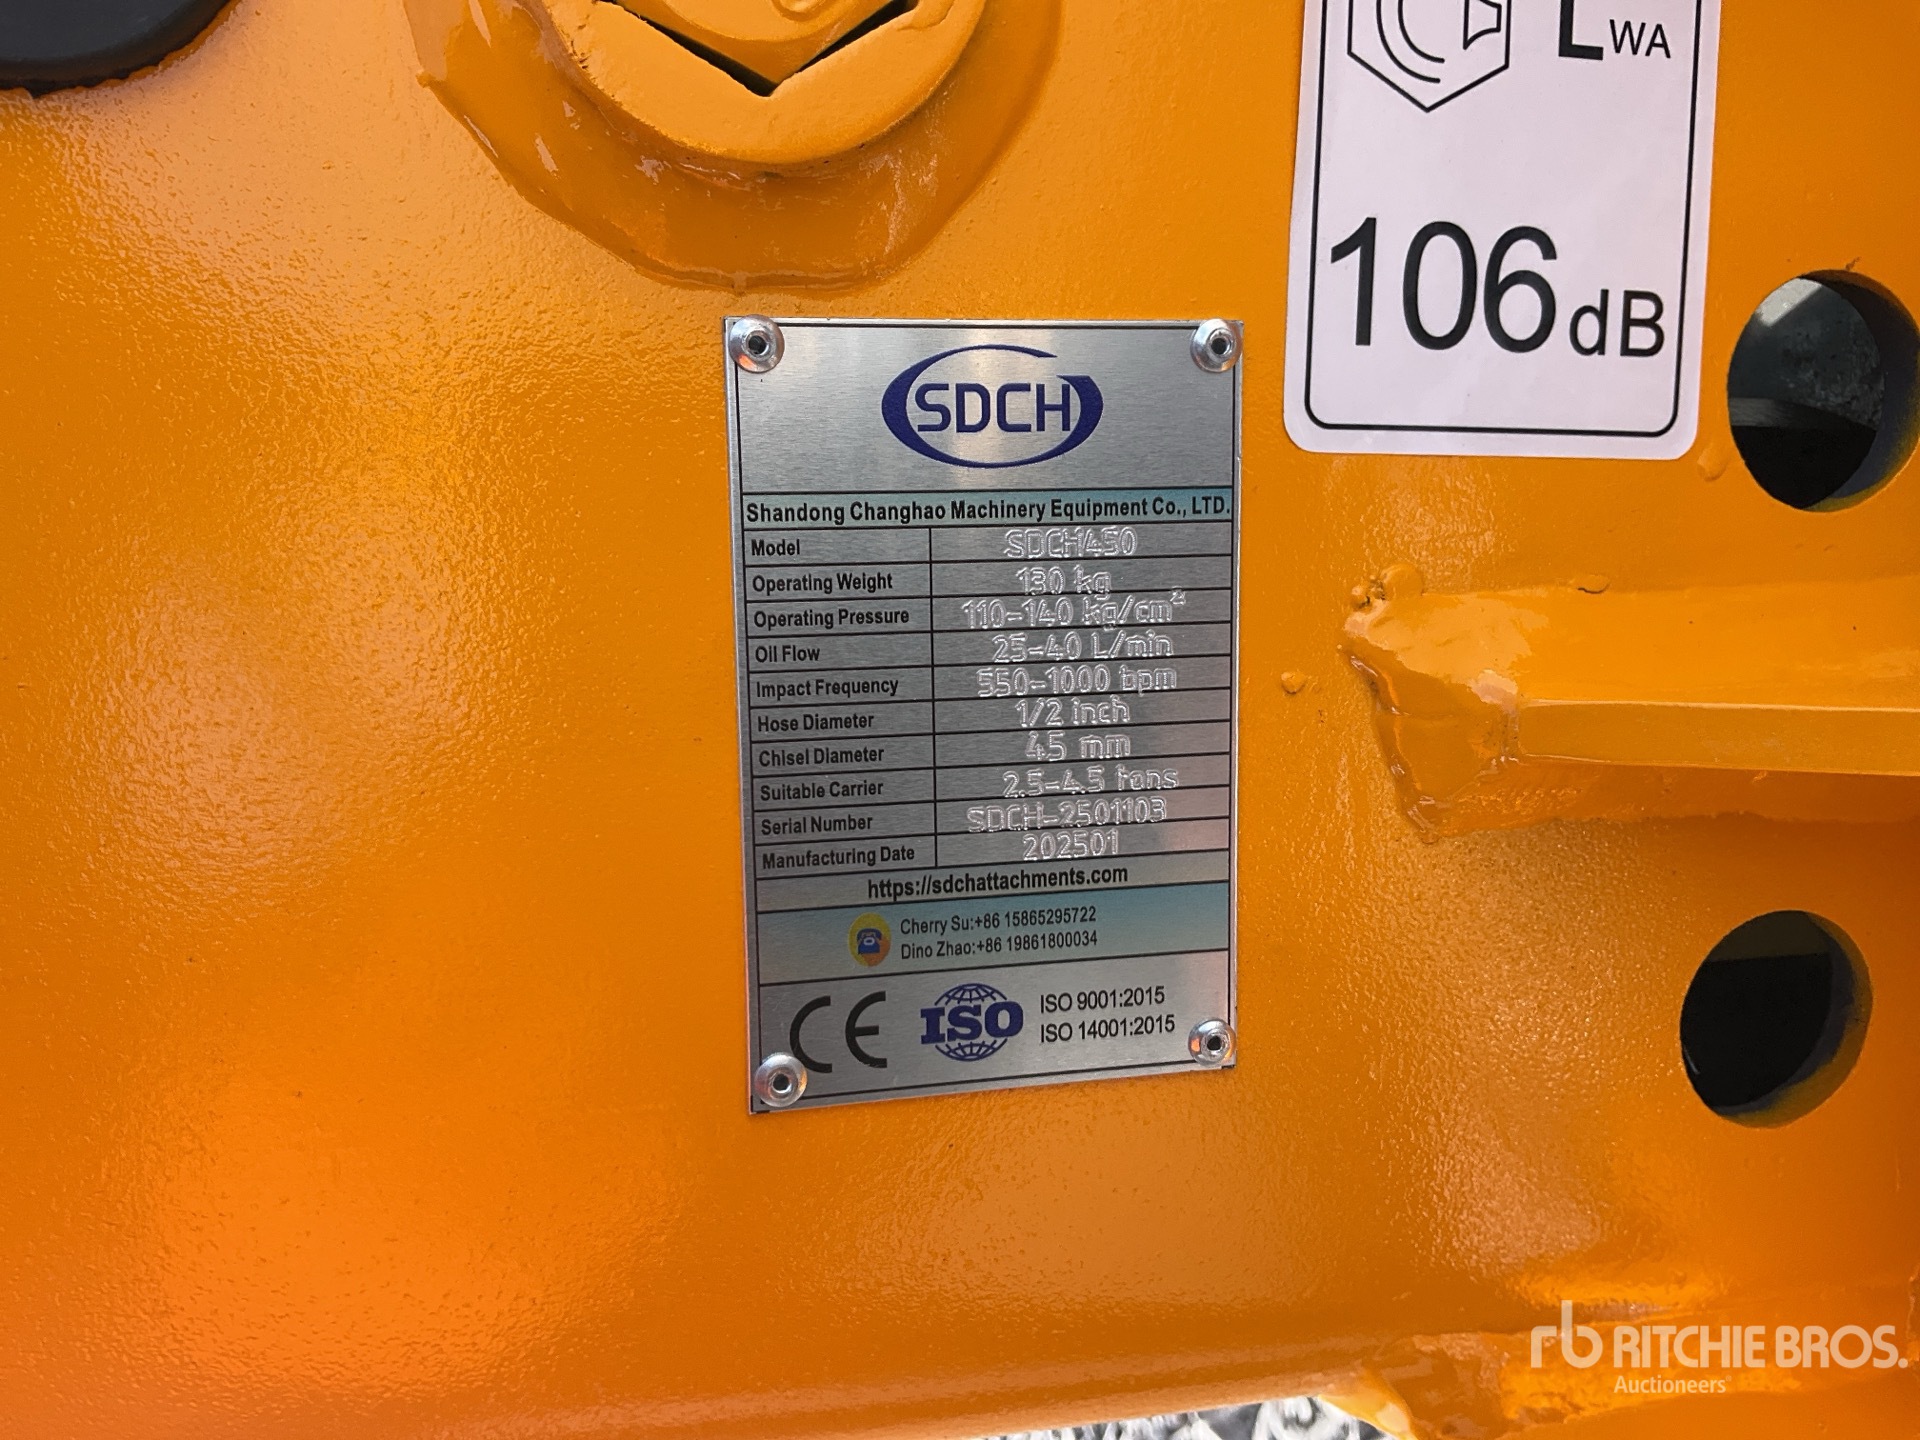 LWA
106 dB
SDCH
Shandong Changhao Machinery Equipment Co., LTD.
Model SDCH450
Operating Weight 130 kg
Operating Pressure 110-140 kg/cm²
Oil Flow 25-40 L/min
Impact Frequency 550-1000 bpm
Hose Diameter 1/2 inch
Chisel Diameter 45 mm
Suitable Carrier 2.5-4.5 tons
Serial Number SDCH-2501103
Manufacturing Date 202501
https://sdchattachments.com
Cherry Su:+86 15865295722
Dino Zhao:+86 19861800034
CE ISO ISO 9001:2015
ISO 14001:2015
rb RITCHIE BROS.
Auctioneers